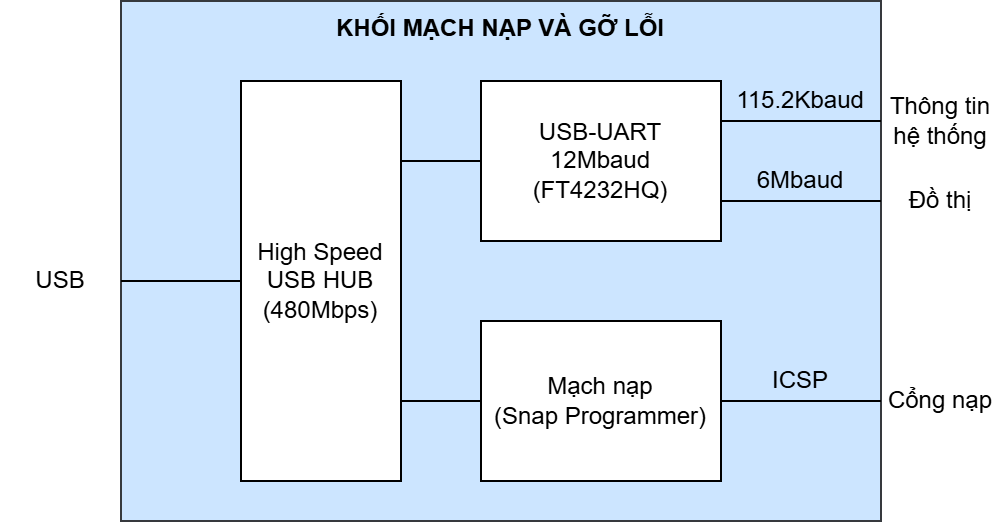 KHỐI MẠCH NẠP VÀ GỠ LỖI
USB
High Speed
USB HUB
(480Mbps)
USB-UART
12Mbaud
(FT4232HQ)
115.2Kbaud
Thông tin
hệ thống
6Mbaud
Đồ thị
Mạch nạp
(Snap Programmer)
ICSP
Cổng nạp